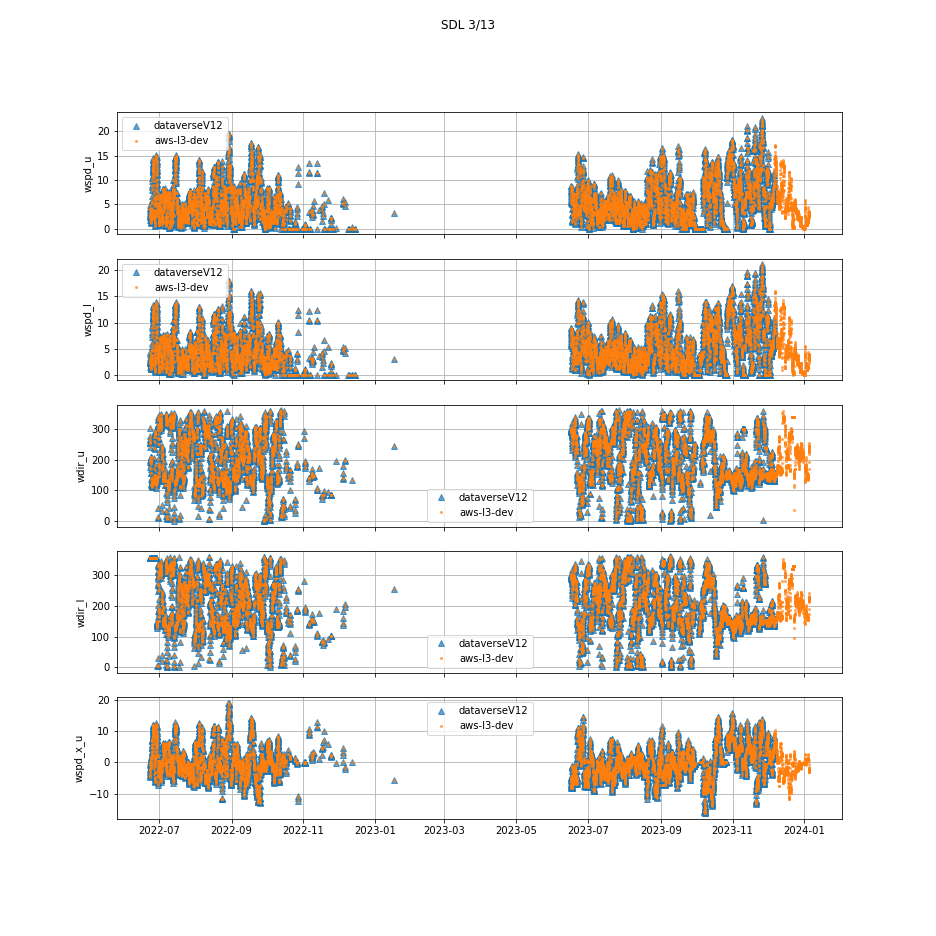 SDL 3/13
wspd_u
20
15
10
5
0
dataverseV12
aws-l3-dev
wspd_l
20
15
10
5
0
dataverseV12
aws-l3-dev
wdir_u
300
200
100
0
dataverseV12
aws-l3-dev
wdir_l
300
200
100
0
dataverseV12
aws-l3-dev
wspd_x_u
20
10
0
−10
dataverseV12
aws-l3-dev
2022-07 2022-09 2022-11 2023-01 2023-03 2023-05 2023-07 2023-09 2023-11 2024-01